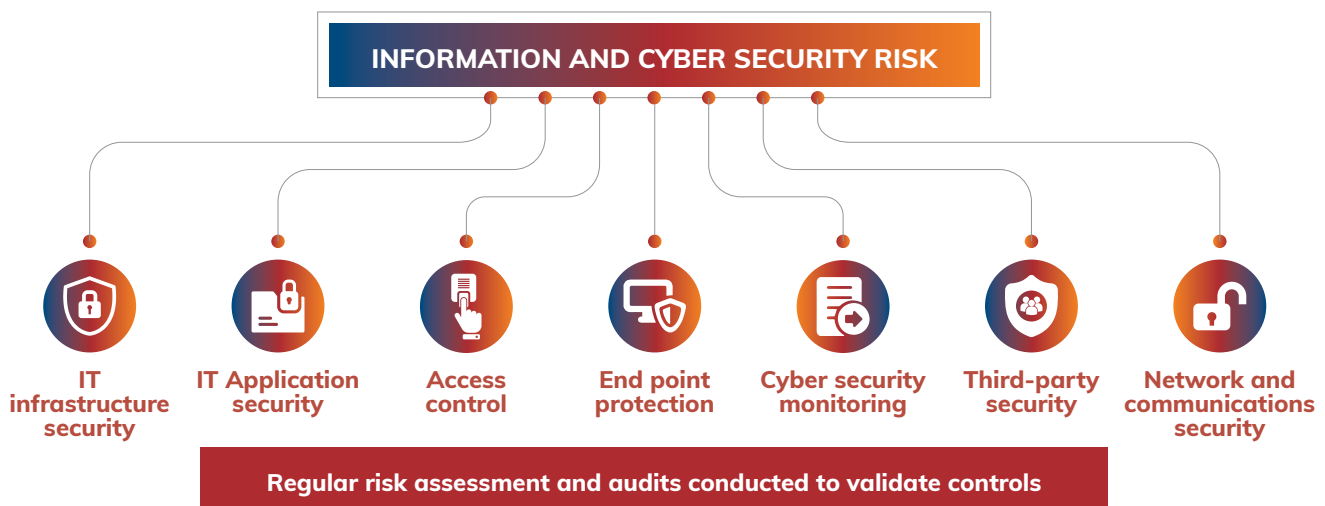 INFORMATION AND CYBER SECURITY RISK
IT
infrastructure
security
IT Application
security
Access
control
End point
protection
Cyber security
monitoring
Third-party
security
Network and
communications
security
Regular risk assessment and audits conducted to validate controls